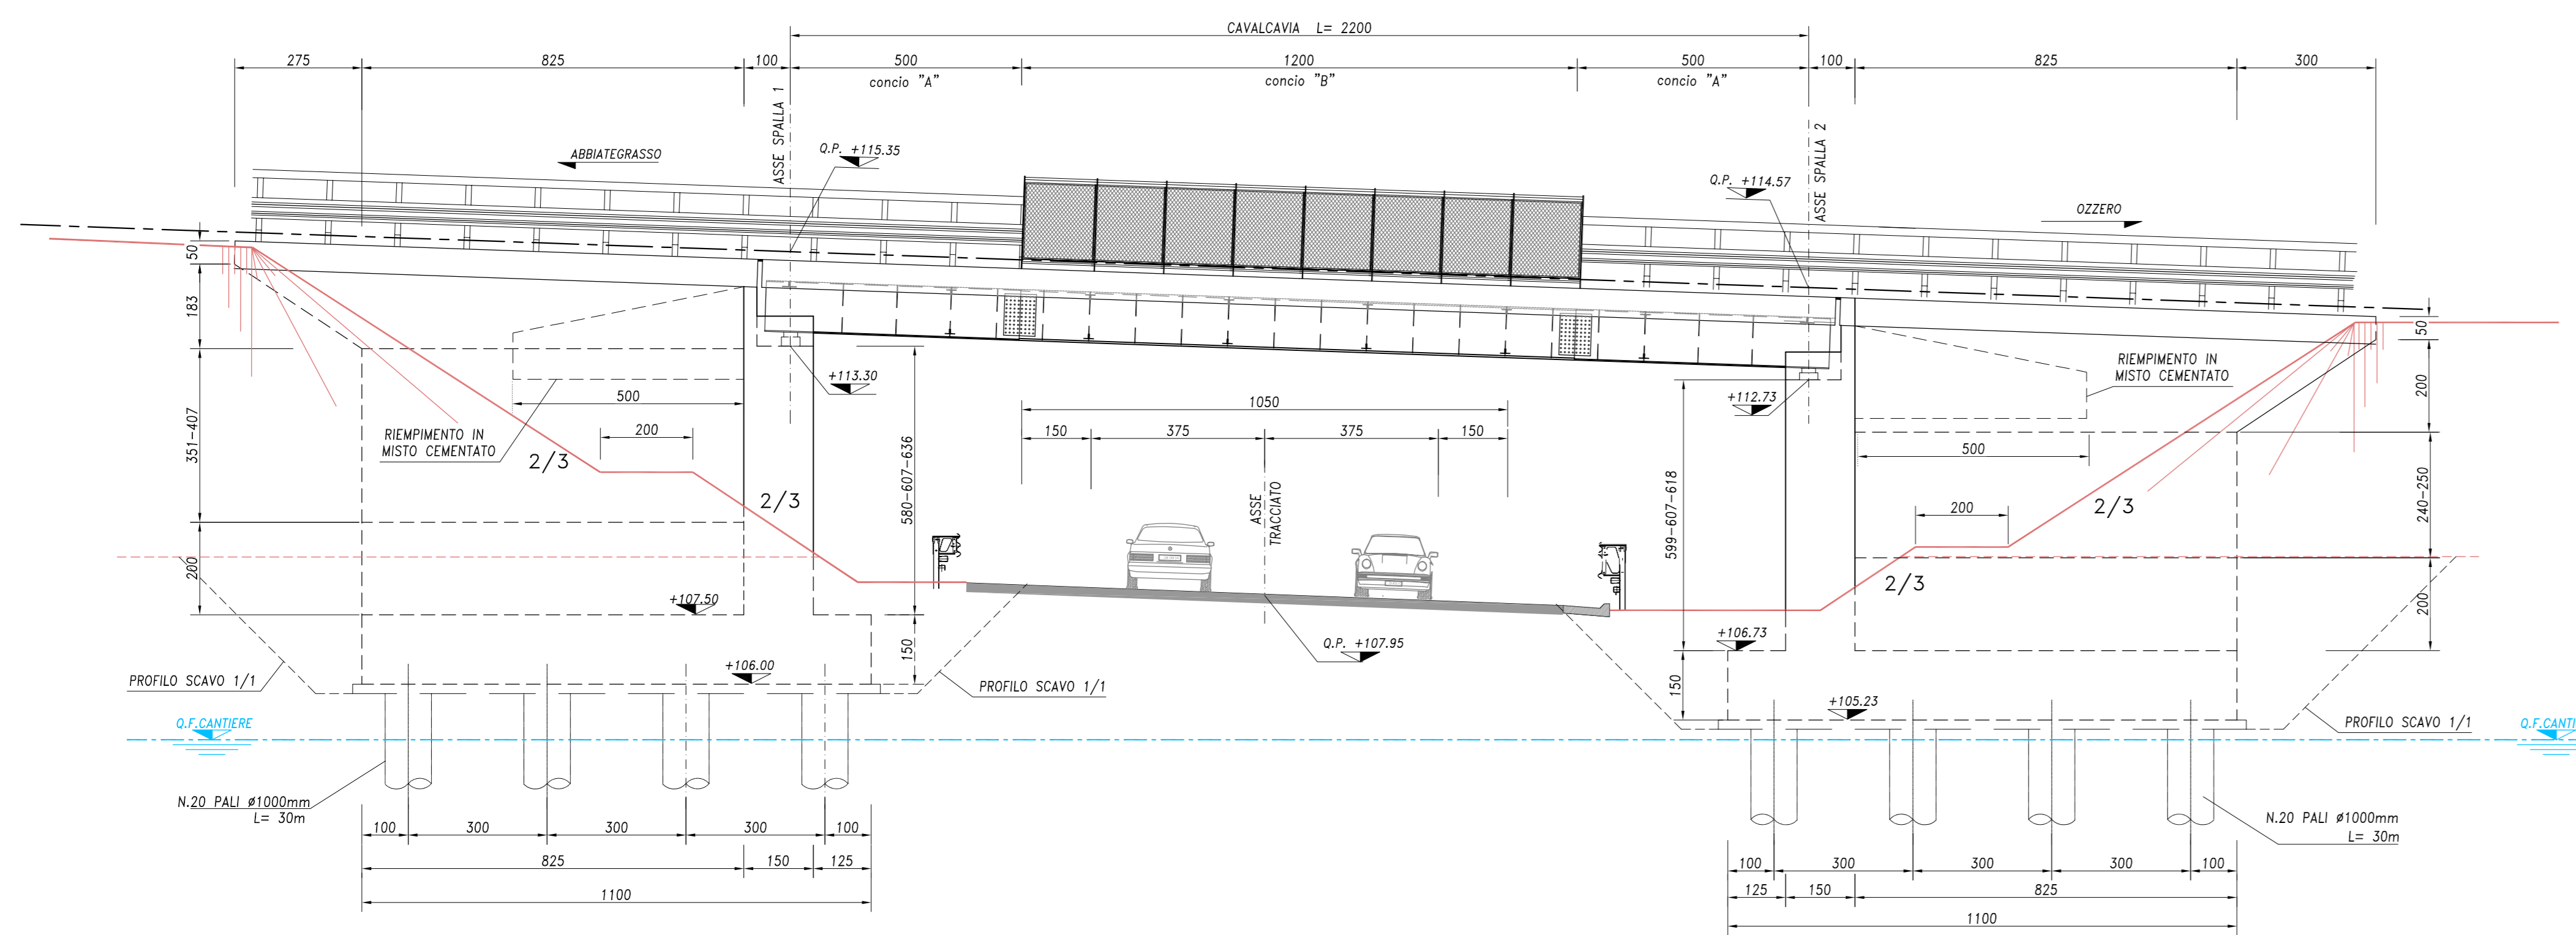 CAVALCAVIA L= 2200
275
825
100
500
1200
500
100
825
300
concio "A"
concio "B"
concio "A"
ASSE SPALLA 1
ASSE SPALLA 2
ABBIATEGRASSO
Q.P. +115.35
Q.P. +114.57
OZZERO
50
183
351-407
200
50
200
240-250
200
+113.30
+112.73
500
200
RIEMPIMENTO IN
MISTO CEMENTATO
2/3
2/3
580-607-636
150
1050
150
375
375
150
ASSE
TRACCIATO
599-607-618
150
RIEMPIMENTO IN
MISTO CEMENTATO
500
200
2/3
2/3
+107.50
+106.00
Q.P. +107.95
+106.73
+105.23
PROFILO SCAVO 1/1
PROFILO SCAVO 1/1
PROFILO SCAVO 1/1
Q.F.CANTIERE
Q.F.CANTI
N.20 PALI ø1000mm
L= 30m
N.20 PALI ø1000mm
L= 30m
100
300
300
300
100
825
150
125
1100
100
300
300
300
100
125
150
825
1100